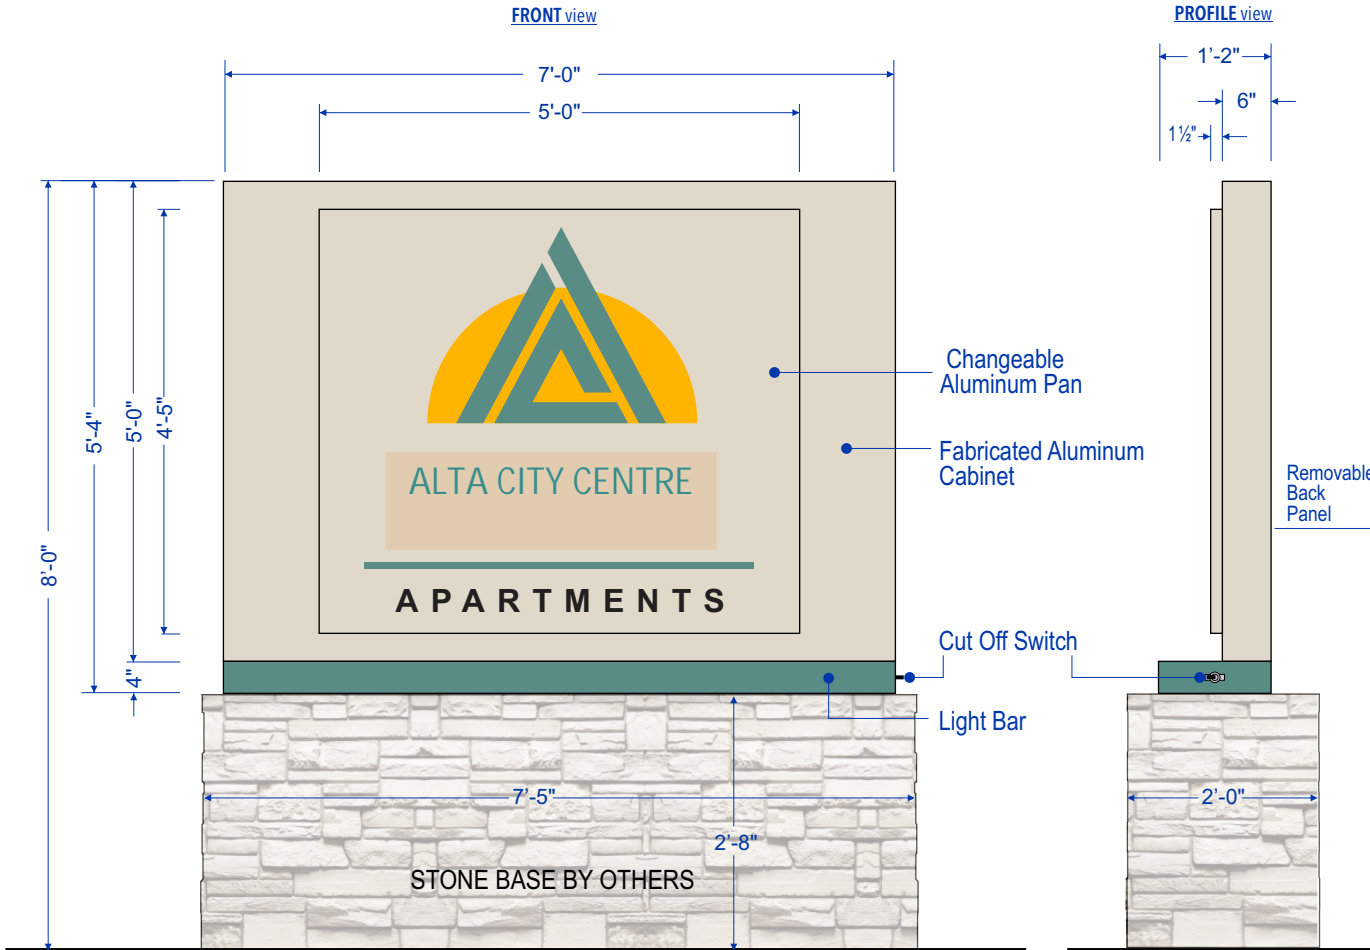 FRONT view
PROFILE view
7'-0"
5'-0"
1'-2"
6"
1½"
5'-4"
5'-0"
4'-5"
8'-0"
4"
ALTA CITY CENTRE
APARTMENTS
Changeable
Aluminum Pan
Fabricated Aluminum
Cabinet
Removable
Back
Panel
Cut Off Switch
Light Bar
7'-5"
2'-8"
2'-0"
STONE BASE BY OTHERS